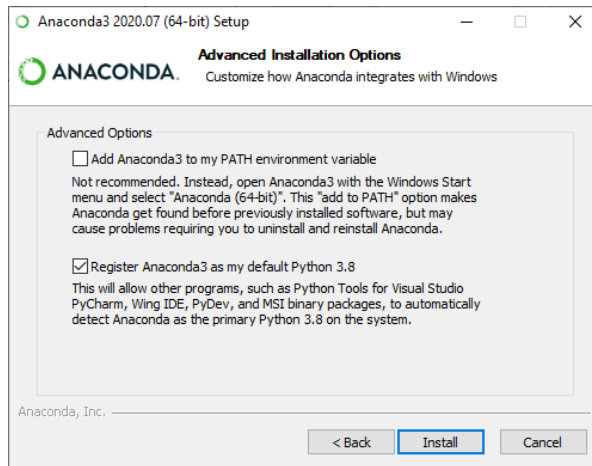 Anaconda3 2020.07 (64-bit) Setup
ANACONDA.
Advanced Installation Options
Customize how Anaconda integrates with Windows
Advanced Options
Add Anaconda3 to my PATH environment variable
Not recommended. Instead, open Anaconda3 with the Windows Start
menu and select "Anaconda (64-bit)". This "add to PATH" option makes
Anaconda get found before previously installed software, but may
cause problems requiring you to uninstall and reinstall Anaconda.
Register Anaconda3 as my default Python 3.8
This will allow other programs, such as Python Tools for Visual Studio
PyCharm, Wing IDE, PyDev, and MSI binary packages, to automatically
detect Anaconda as the primary Python 3.8 on the system.
Anaconda, Inc.
< Back
Install
Cancel